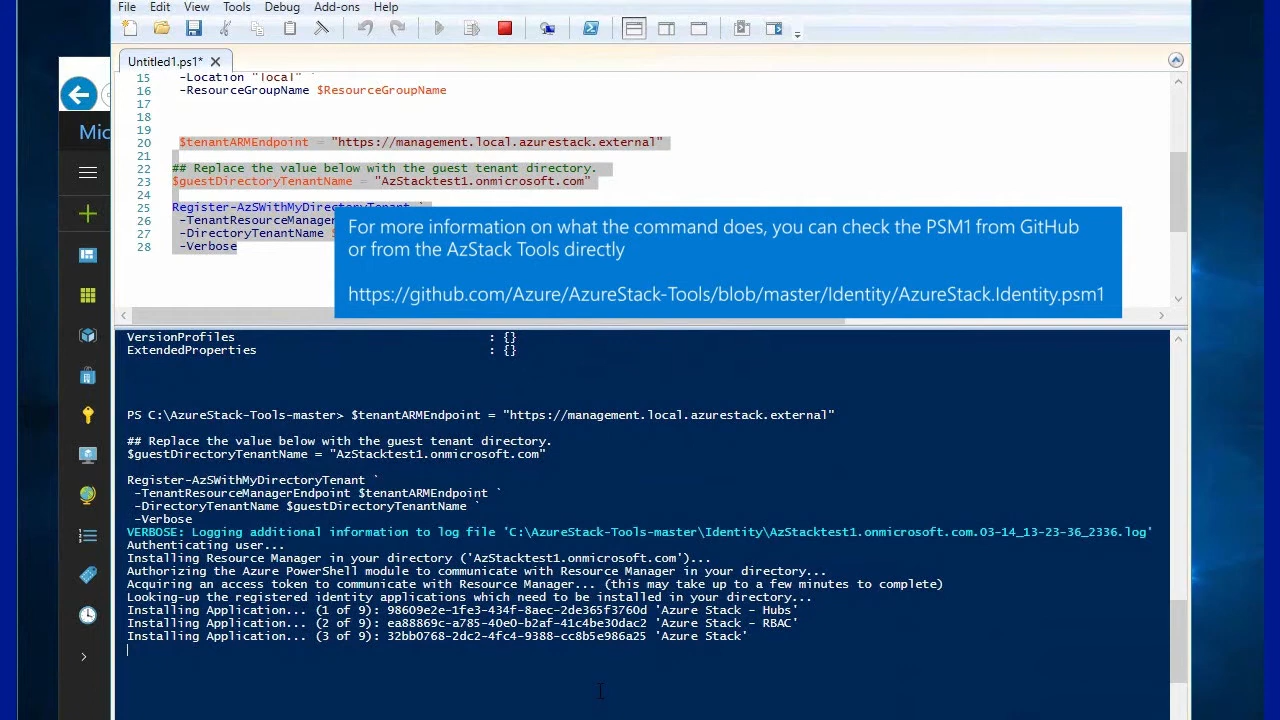 File Edit View Tools Debug Add-ons Help
Untitled1.ps1* X
Mic
15 -Location "local" `
16 -ResourceGroupName $ResourceGroupName
17
18
19
20 $tenantARMEndpoint = "https://management.local.azurestack.external"
21
22 ## Replace the value below with the guest tenant directory.
23 $guestDirectoryTenantName = "AzStacktest1.onmicrosoft.com"
24
25 Register-AzSWithMyDirectoryTenant `
26 -TenantResourceManager
27 -DirectoryTenantName $
28 -Verbose
For more information on what the command does, you can check the PSM1 from GitHub
or from the AzStack Tools directly
https://github.com/Azure/AzureStack-Tools/blob/master/Identity/AzureStack.Identity.psm1
VersionProfiles : {}
ExtendedProperties : {}
PS C:\AzureStack-Tools-master> $tenantARMEndpoint = "https://management.local.azurestack.external"
## Replace the value below with the guest tenant directory.
$guestDirectoryTenantName = "AzStacktest1.onmicrosoft.com"
Register-AzSWithMyDirectoryTenant `
-TenantResourceManagerEndpoint $tenantARMEndpoint `
-DirectoryTenantName $guestDirectoryTenantName `
-Verbose
VERBOSE: Logging additional information to log file 'C:\AzureStack-Tools-master\Identity\AzStacktest1.onmicrosoft.com.03-14_13-23-36_2336.log'
Authenticating user...
Installing Resource Manager in your directory ('AzStacktest1.onmicrosoft.com')...
Authorizing the Azure PowerShell module to communicate with Resource Manager in your directory...
Acquiring an access token to communicate with Resource Manager... (this may take up to a few minutes to complete)
Looking-up the registered identity applications which need to be installed in your directory...
Installing Application... (1 of 9): 98609e2e-1fe3-434f-8aec-2de365f3760d 'Azure Stack - Hubs'
Installing Application... (2 of 9): ea88869c-a785-40e0-b2af-41c4be30dac2 'Azure Stack - RBAC'
Installing Application... (3 of 9): 32bb0768-2dc2-4fc4-9388-cc8b5e986a25 'Azure Stack'